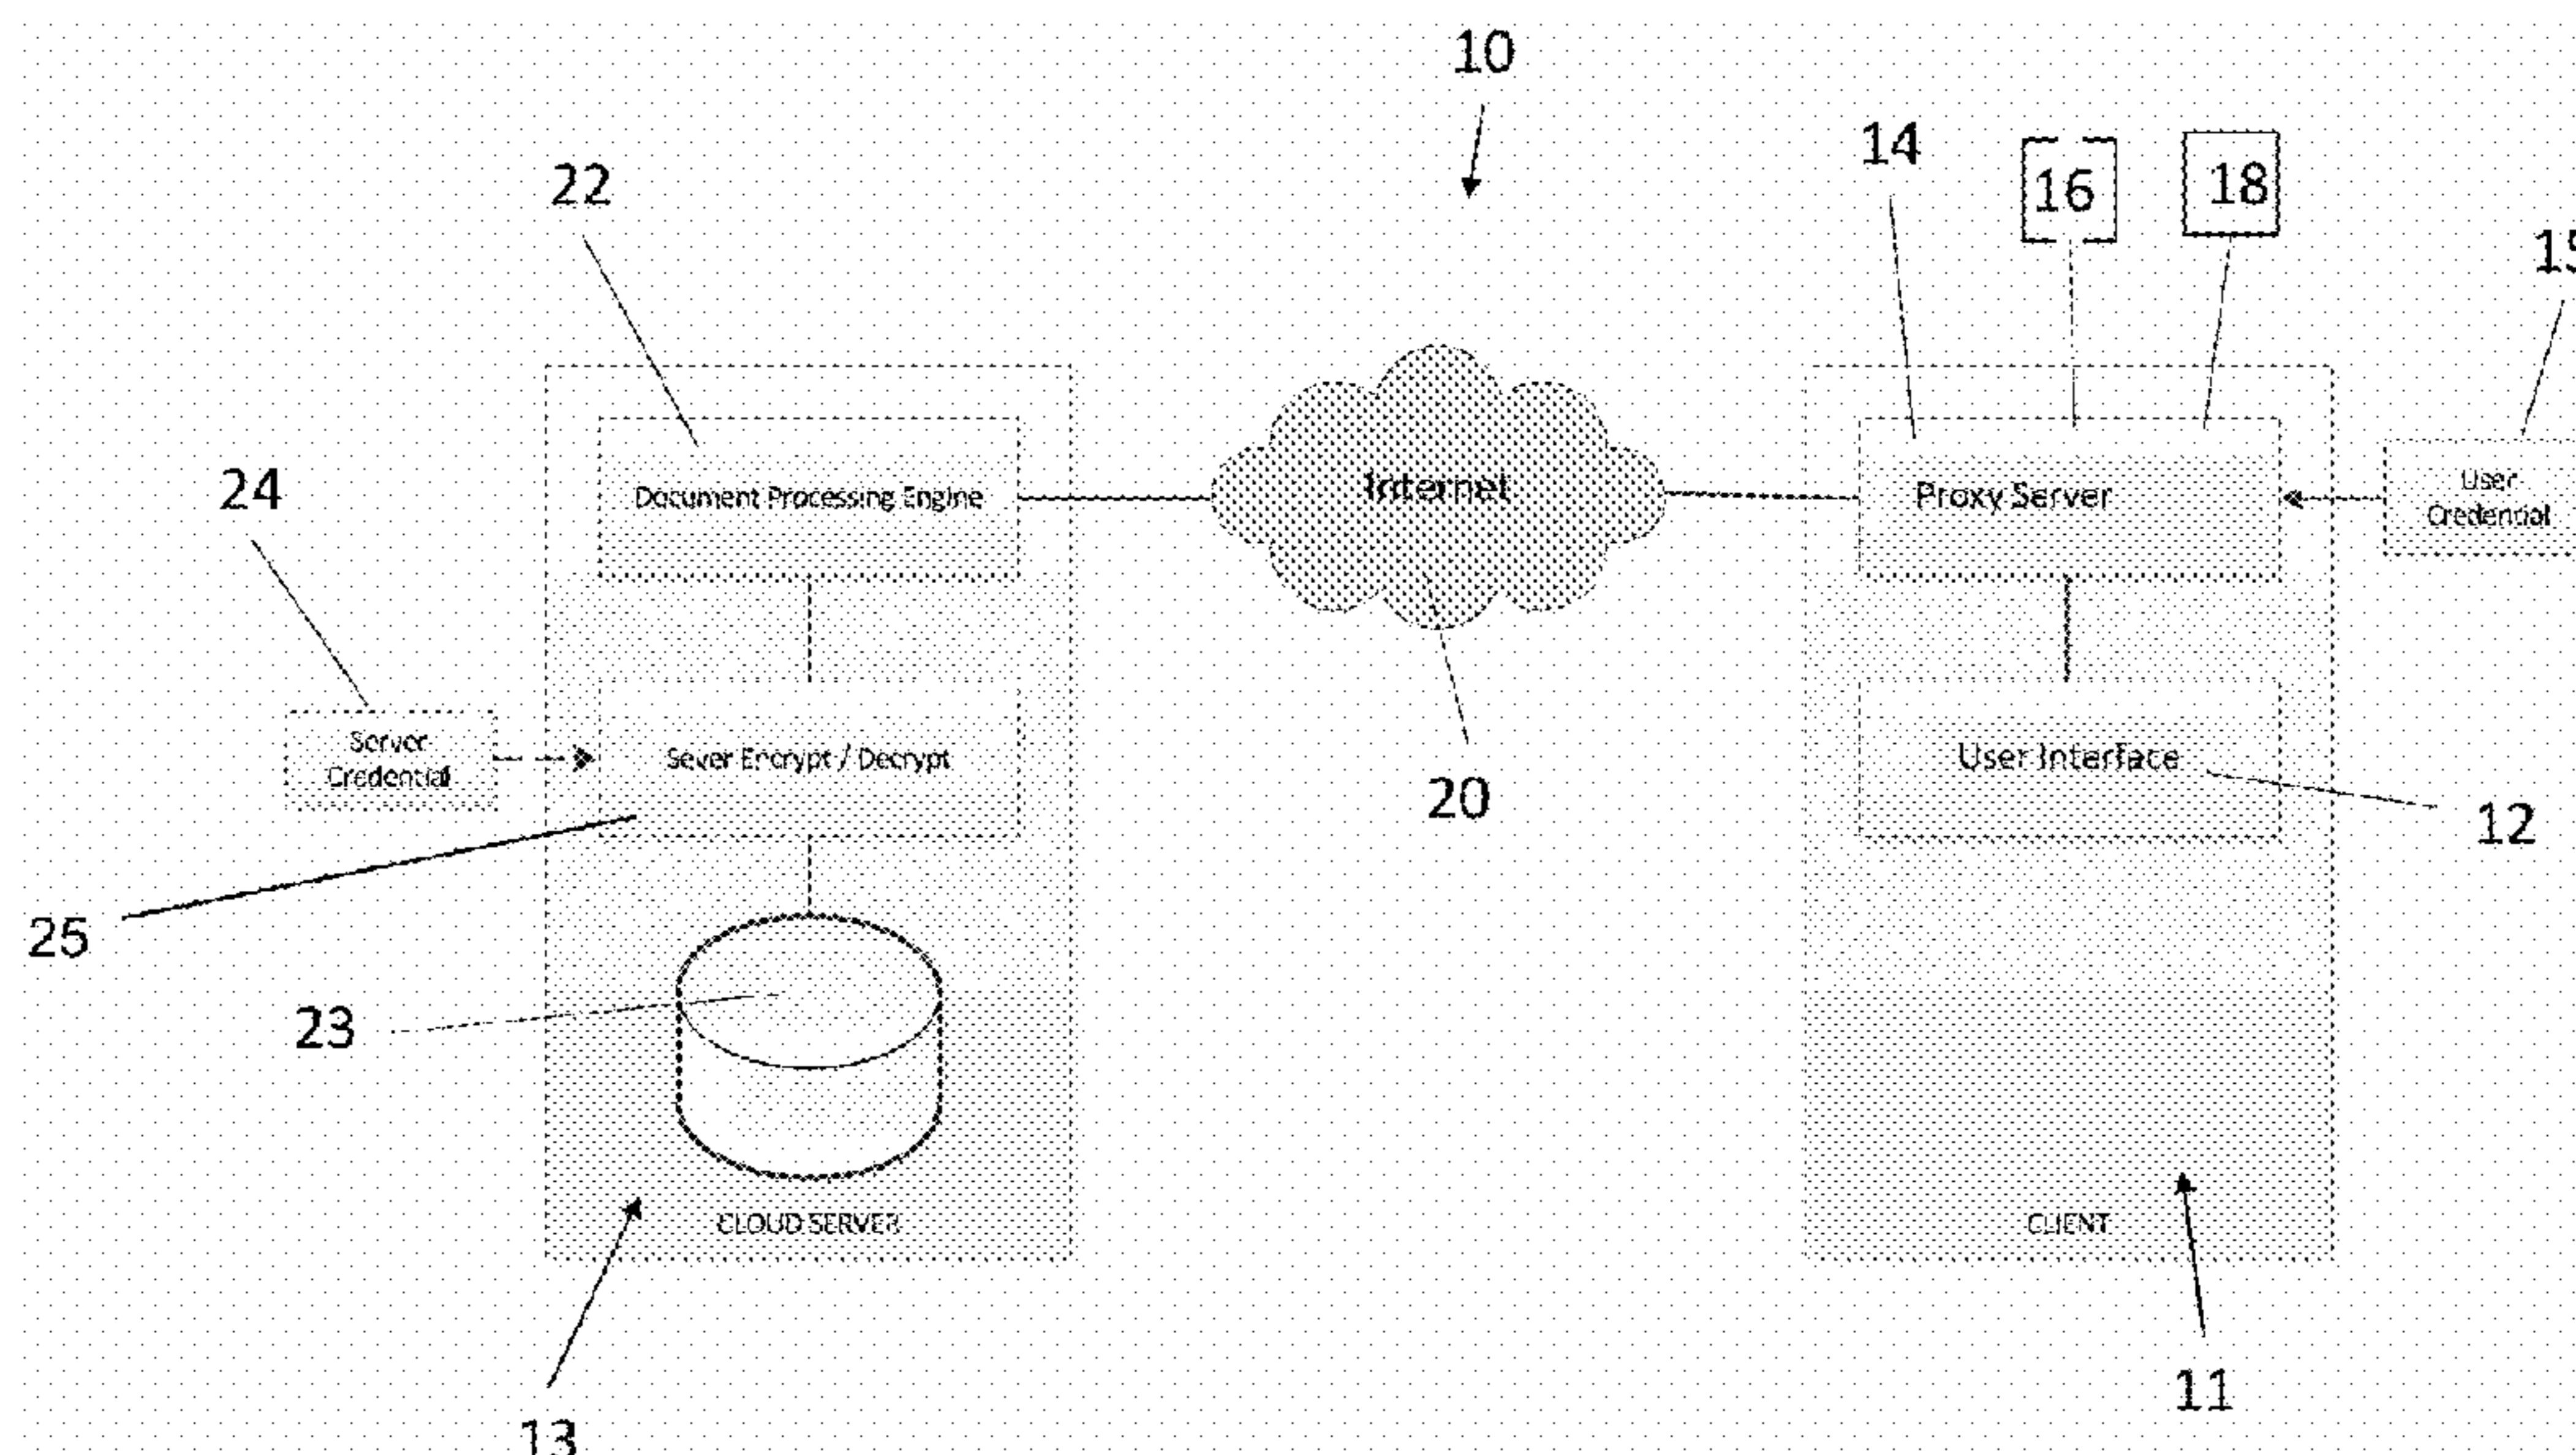 10
14
16
18
22
15
24
Document Processing Engine
Internet
Proxy Server
User
Credential
Server
Credential
Sever Encrypt / Decrypt
User Interface
20
12
25
23
CLOUD SERVER
CLIENT
11
13